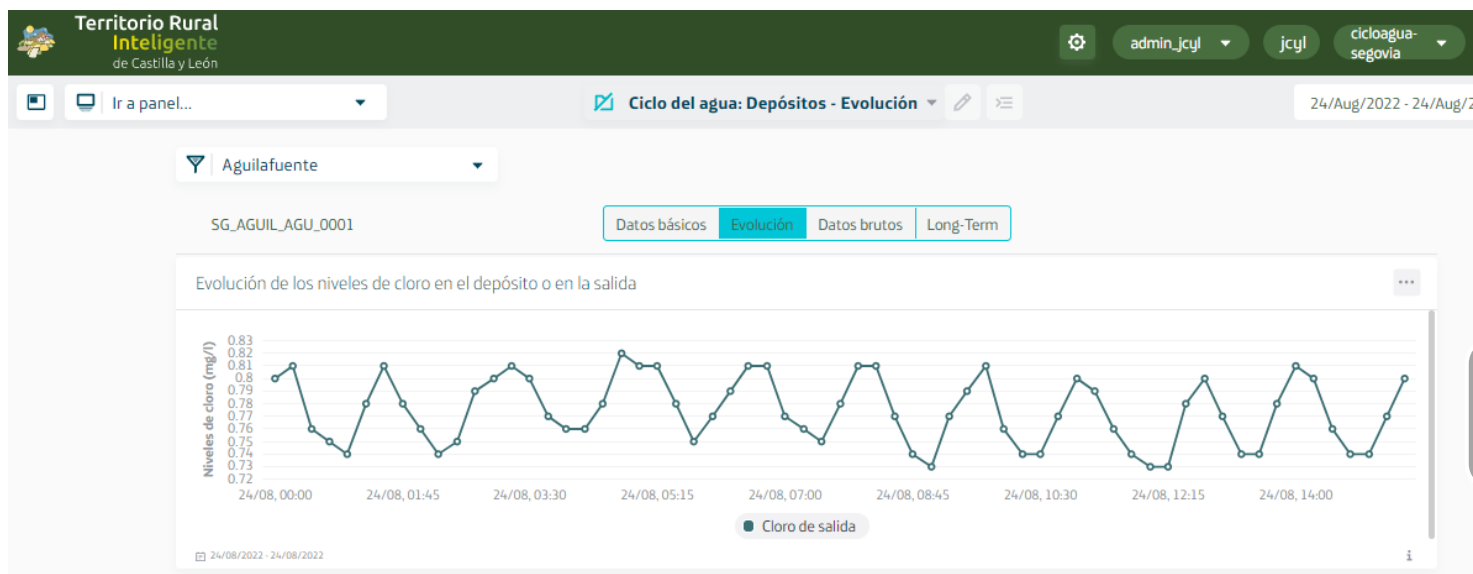 Territorio Rural
Inteligente
de Castilla y León
admin_jcyl
jcyl
cicloagua-
segovia
Ir a panel...
Ciclo del agua: Depósitos - Evolución
24/Aug/2022 - 24/Aug/2
Aguilafuente
SG_AGUIL_AGU_0001
Datos básicos
Evolución
Datos brutos
Long-Term
Evolución de los niveles de cloro en el depósito o en la salida
Niveles de cloro (mg/l)
0.83
0.82
0.81
0.8
0.79
0.78
0.77
0.76
0.75
0.74
0.73
0.72
24/08, 00:00
24/08, 01:45
24/08, 03:30
24/08, 05:15
24/08, 07:00
24/08, 08:45
24/08, 10:30
24/08, 12:15
24/08, 14:00
Cloro de salida
24/08/2022 - 24/08/2022